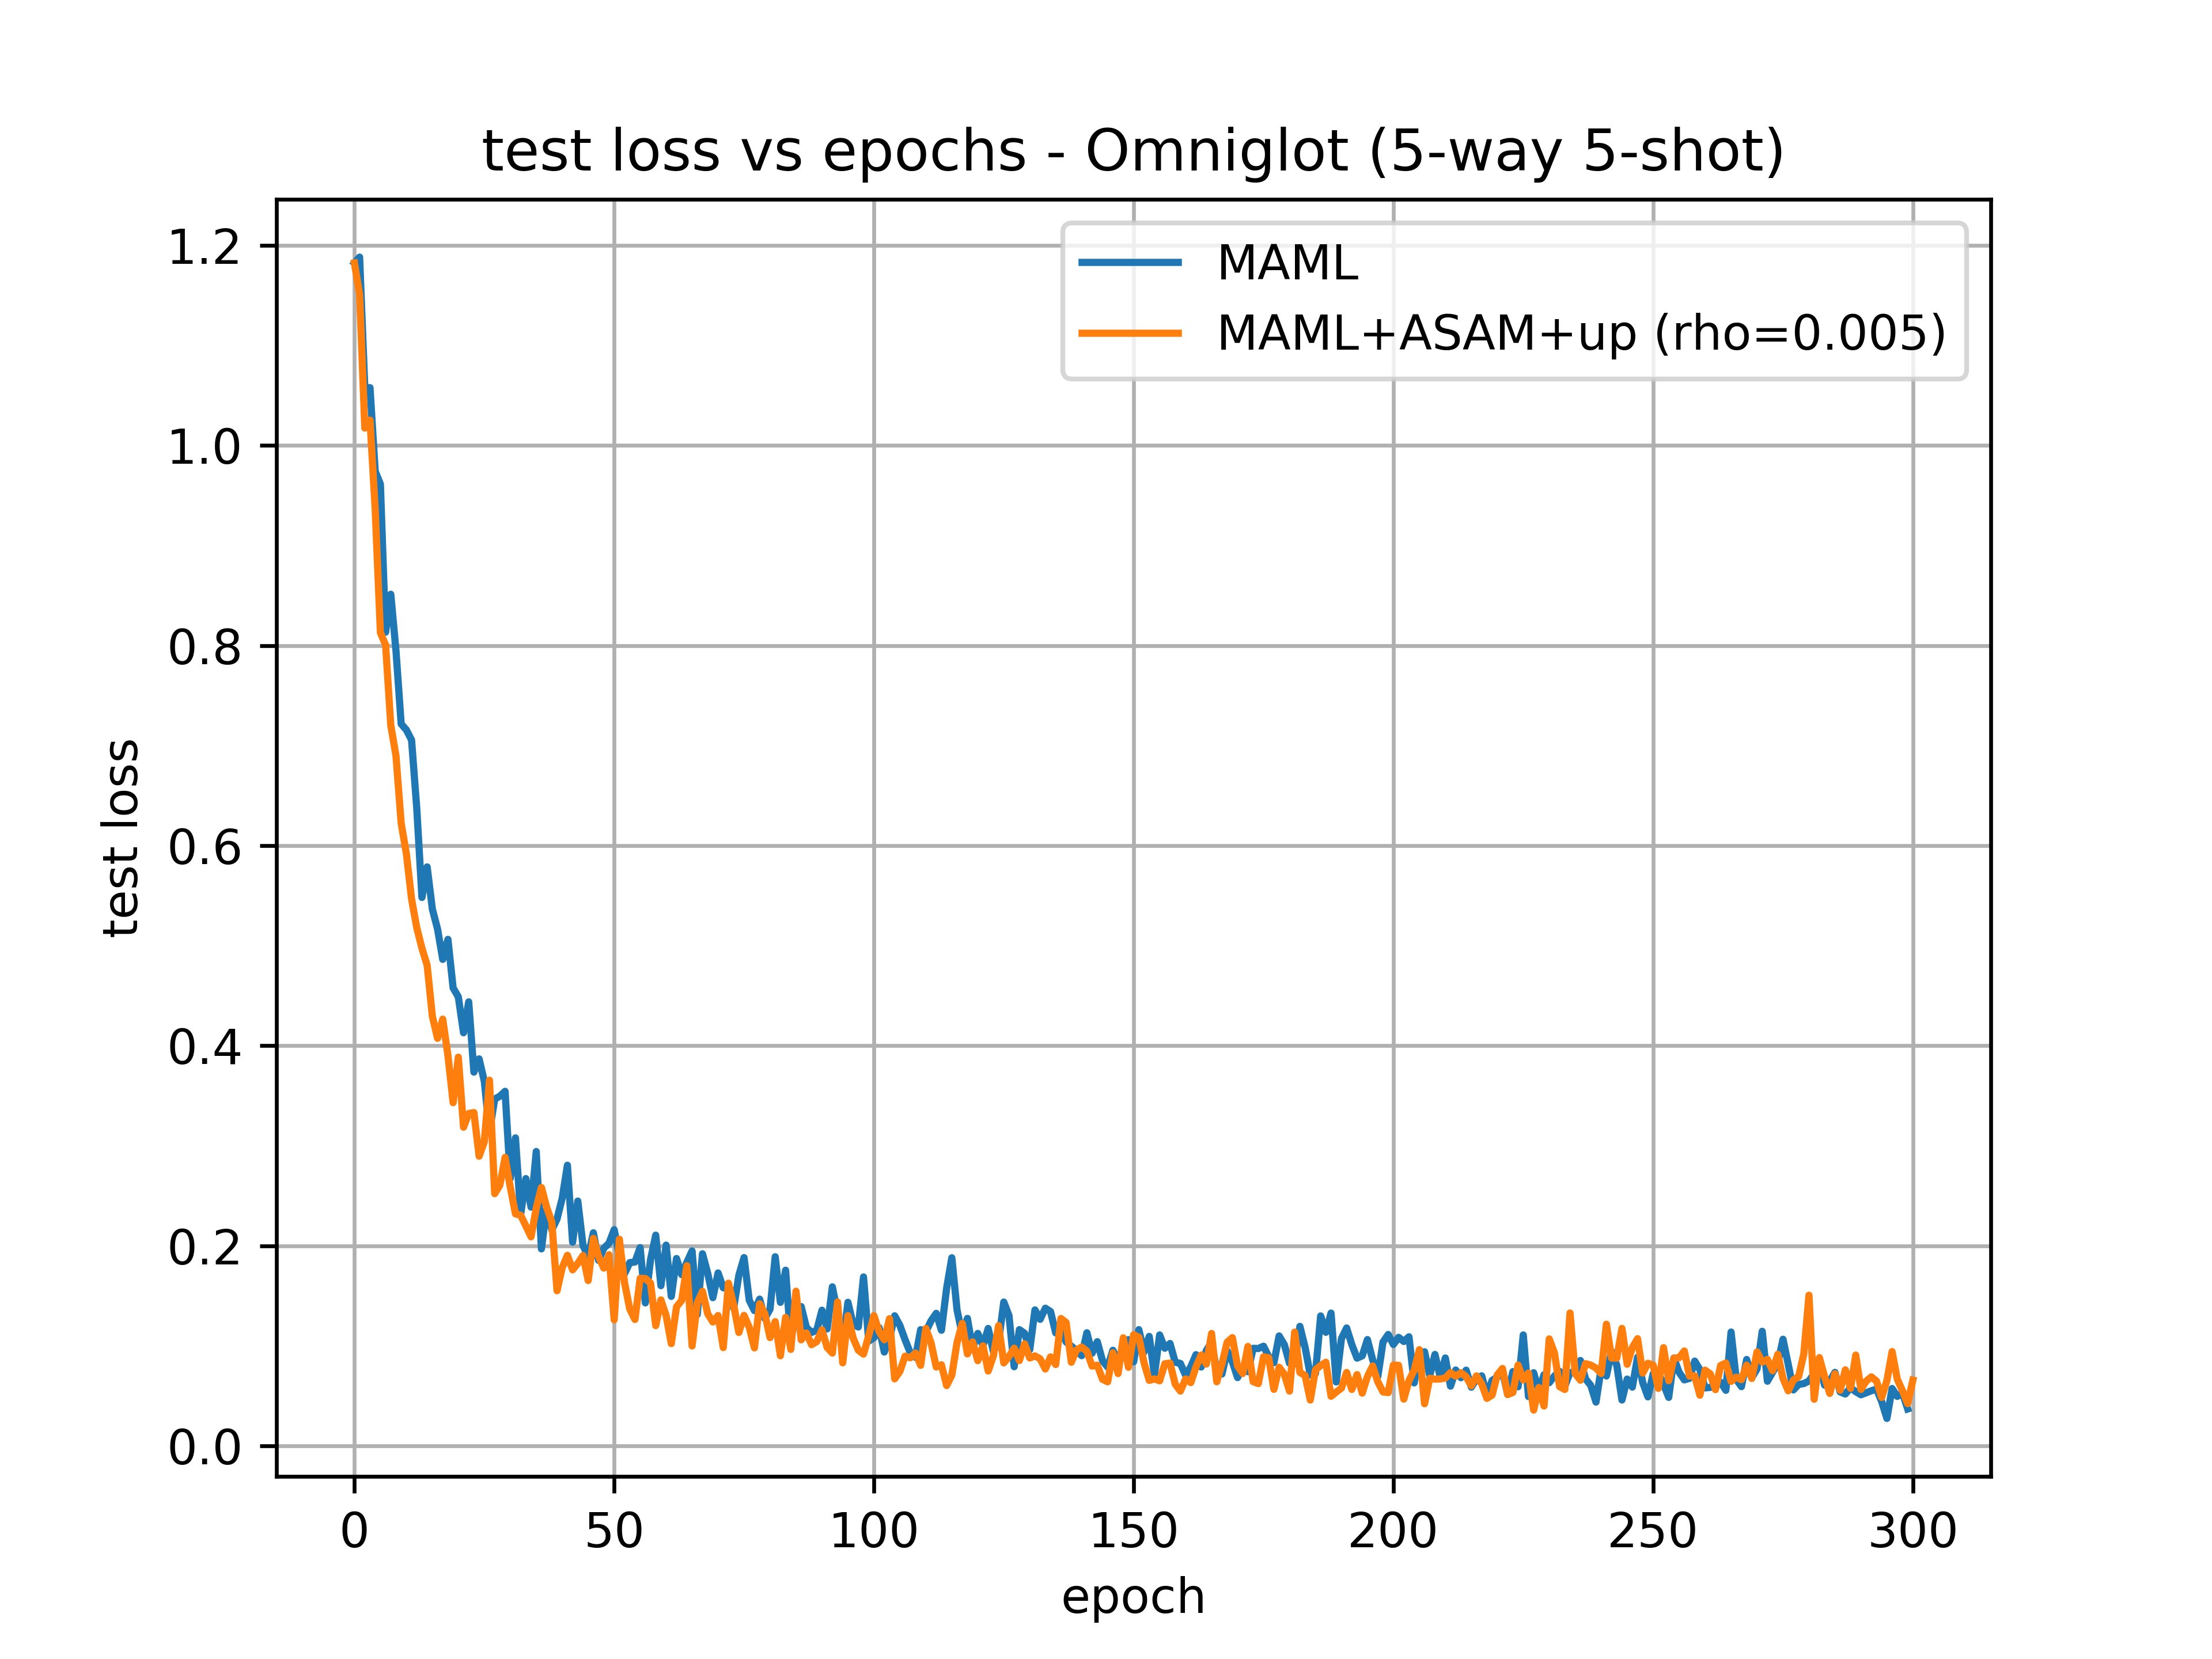 test loss vs epochs - Omniglot (5-way 5-shot)
MAML
MAML+ASAM+up (rho=0.005)
1.2
1.0
0.8
0.6
0.4
0.2
0.0
test loss
0 50 100 150 200 250 300
epoch